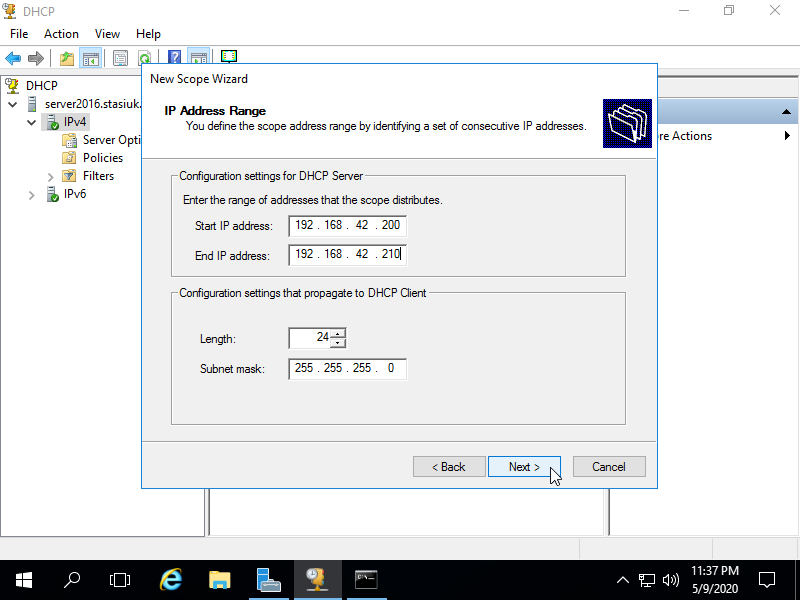 DHCP
File Action View Help
DHCP
server2016.stasiuk.
IPv4
Server Opti
Policies
Filters
IPv6
New Scope Wizard
IP Address Range
You define the scope address range by identifying a set of consecutive IP addresses.
Configuration settings for DHCP Server
Enter the range of addresses that the scope distributes.
Start IP address: 192 . 168 . 42 . 200
End IP address: 192 . 168 . 42 . 210
Configuration settings that propagate to DHCP Client
Length: 24
Subnet mask: 255 . 255 . 255 . 0
< Back Next > Cancel
re Actions
11:37 PM
5/9/2020